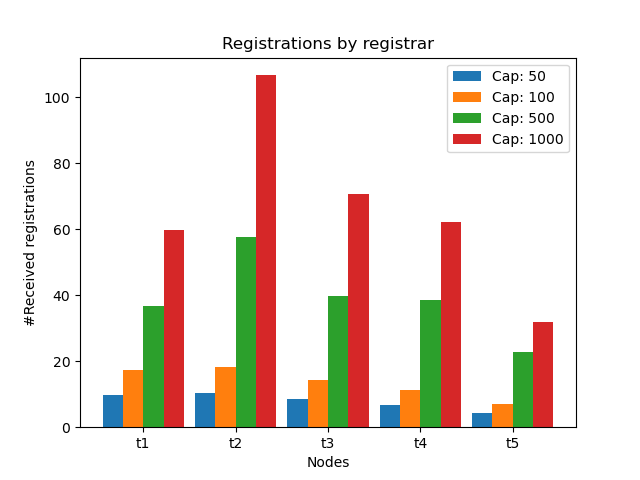 Registrations by registrar
Cap: 50
Cap: 100
Cap: 500
Cap: 1000
#Received registrations
100
80
60
40
20
0
t1 t2 t3 t4 t5
Nodes